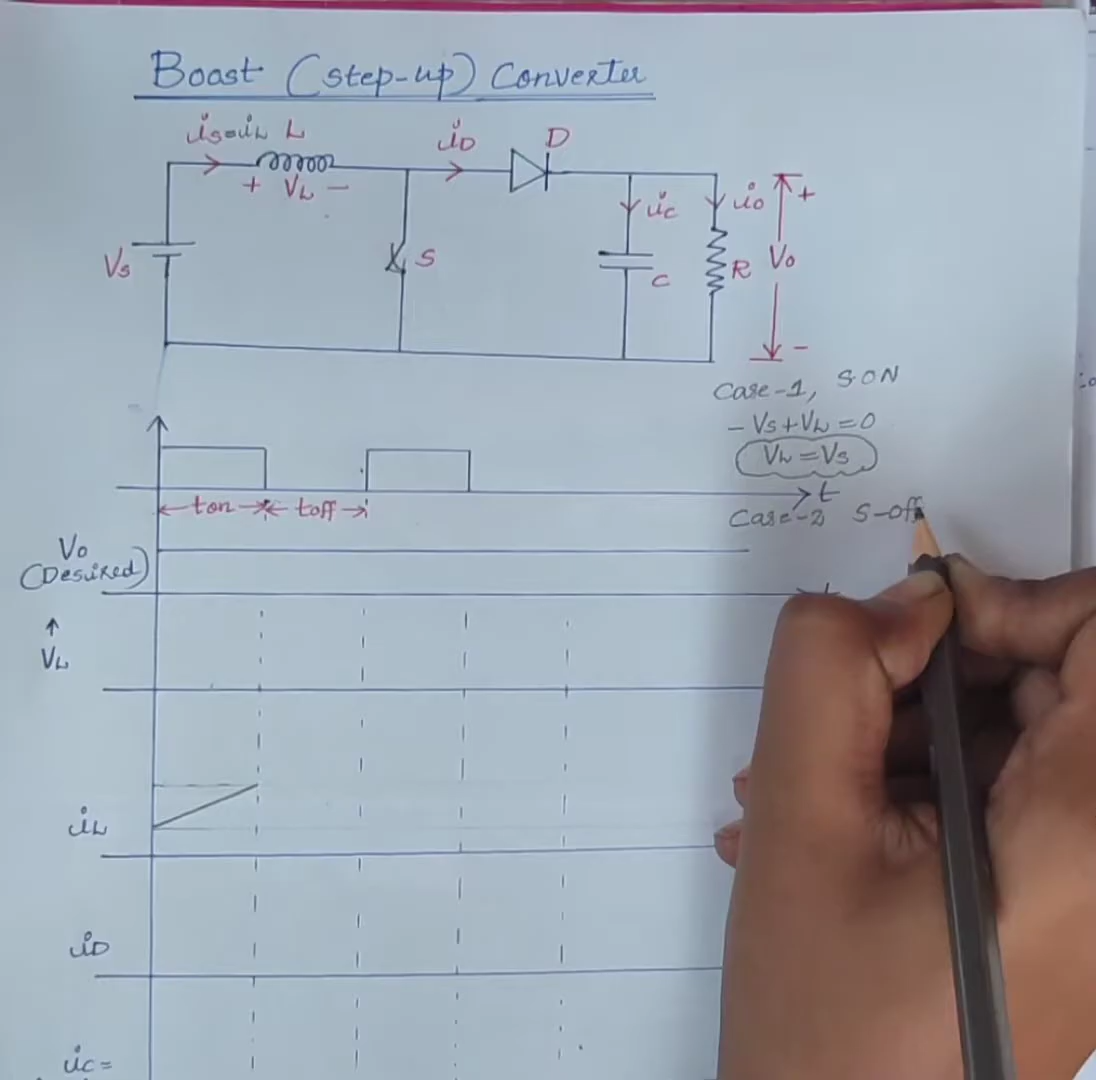 Boast (step-up) Converter
is=iL L
iD
D
+ VL -
ic
io
+
Vs
S
C
R
Vo
-
Case-1, S ON
- Vs + VL = 0
VL = Vs
t
ton
toff
Case-2 S-off
Vo
(Desired)
VL
iL
iD
ic =